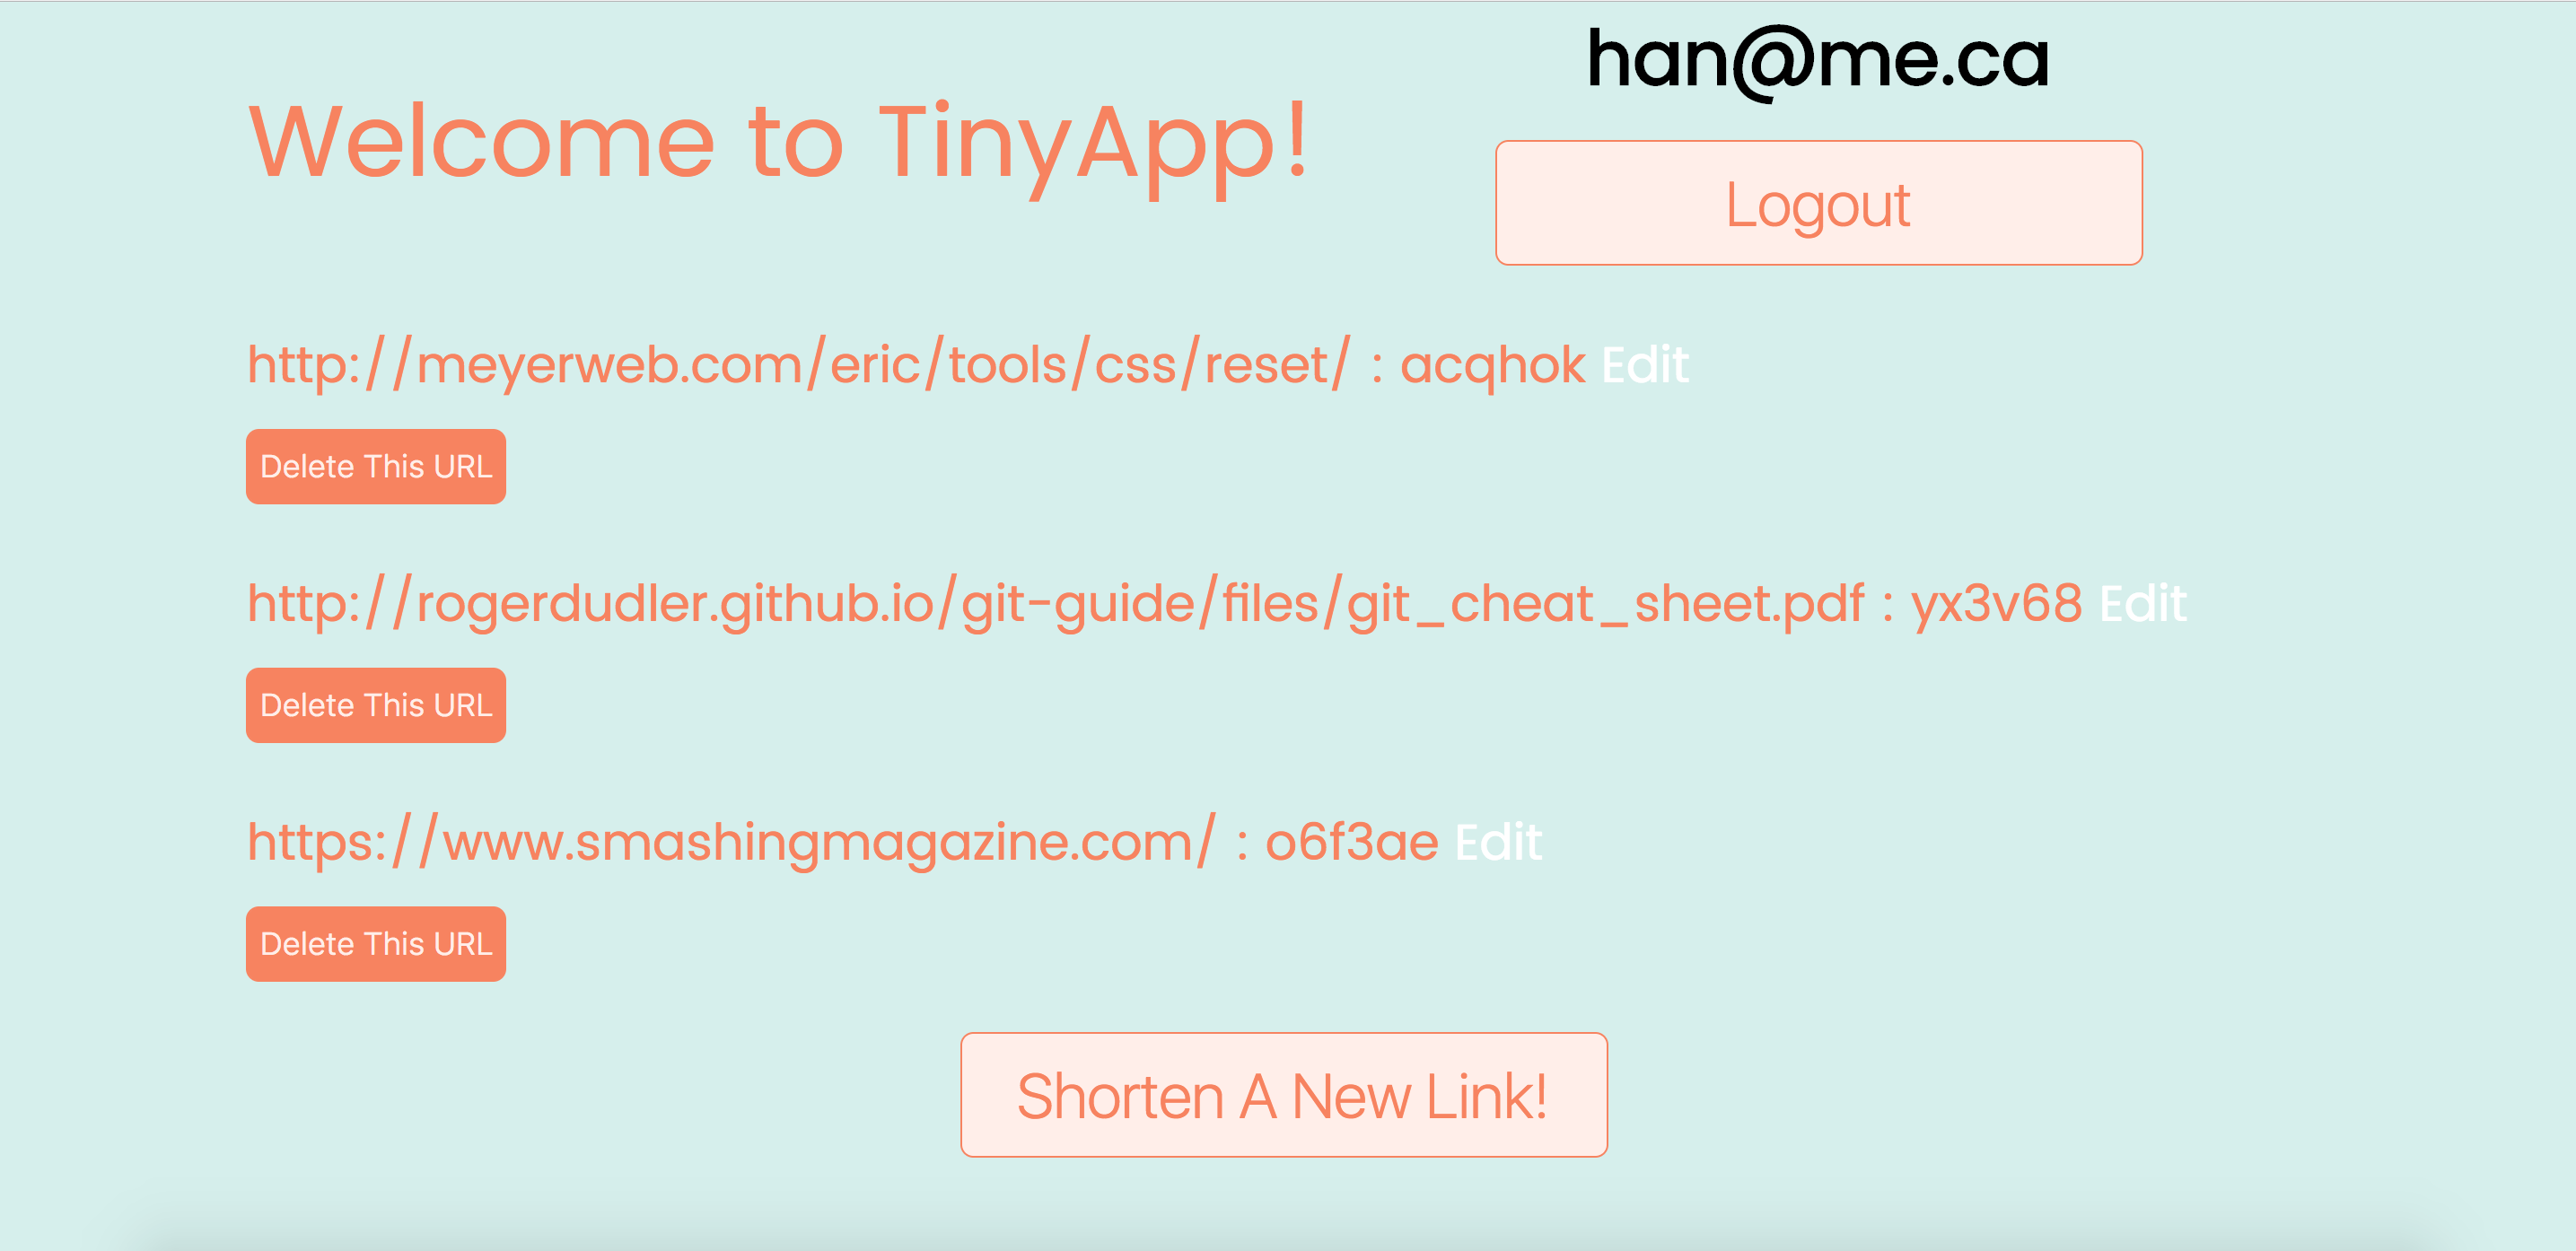 han@me.ca
Welcome to TinyApp!
Logout
http://meyerweb.com/eric/tools/css/reset/ : acqhok Edit
Delete This URL
http://rogerdudler.github.io/git-guide/files/git_cheat_sheet.pdf : yx3v68 Edit
Delete This URL
https://www.smashingmagazine.com/ : o6f3ae Edit
Delete This URL
Shorten A New Link!